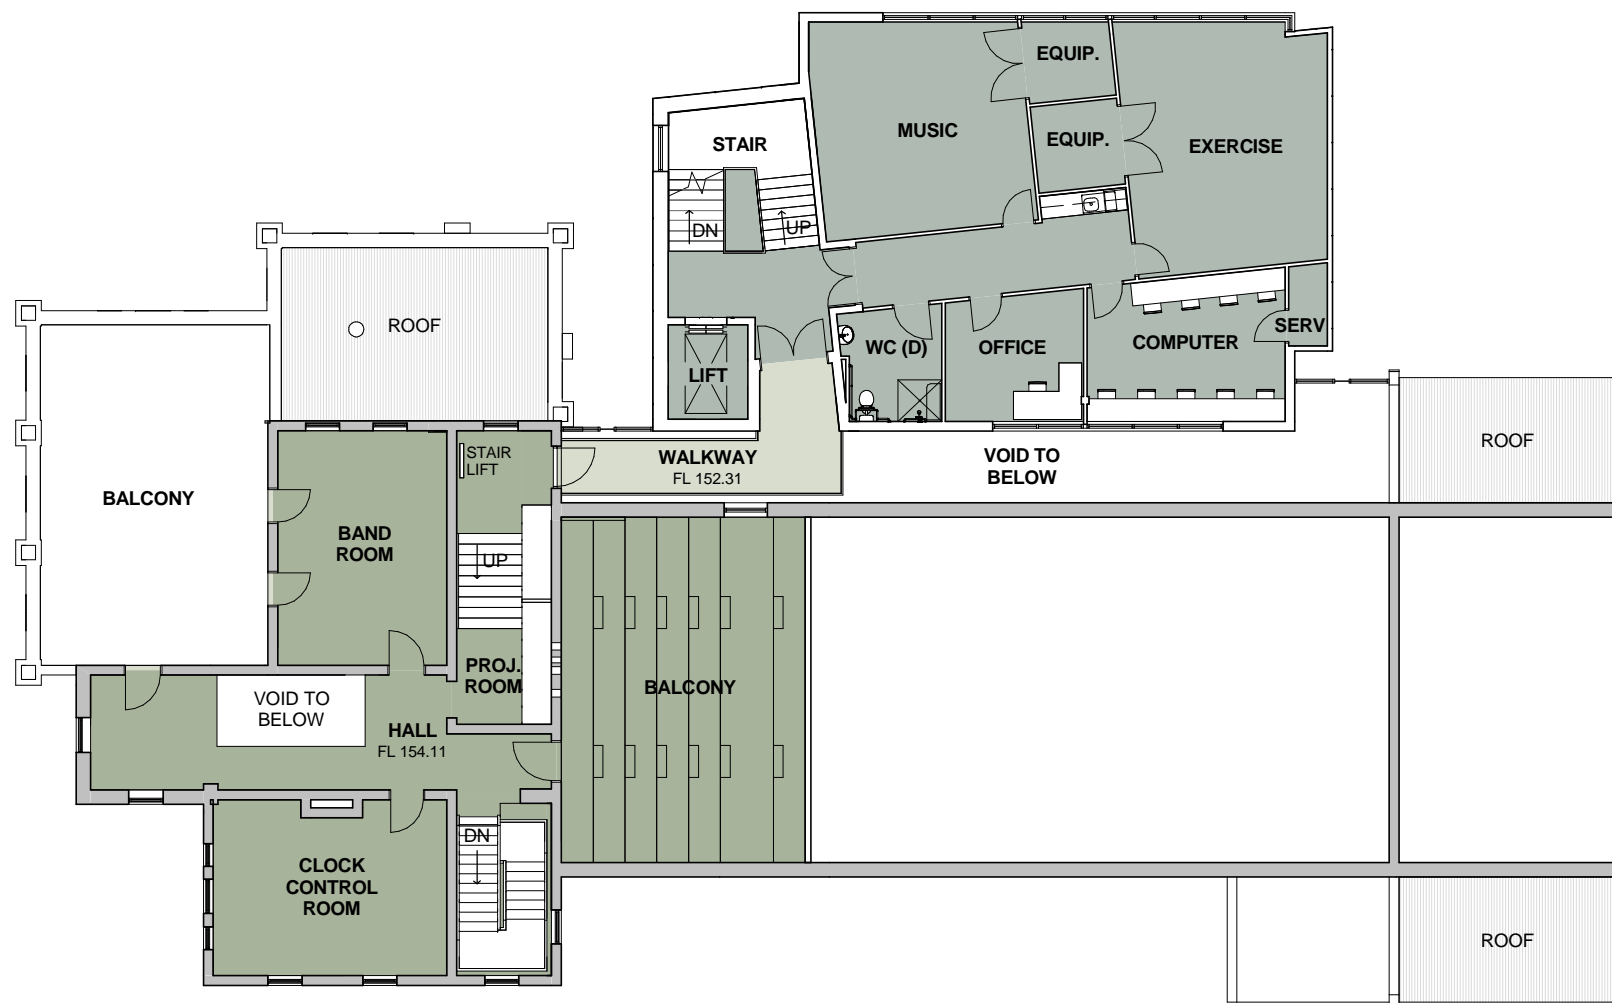 EQUIP.
MUSIC
STAIR
EQUIP.
EXERCISE
DN
UP
ROOF
SERV
COMPUTER
WC (D)
OFFICE
LIFT
ROOF
STAIR
LIFT
WALKWAY
FL 152.31
VOID TO
BELOW
BALCONY
BAND
ROOM
UP
PROJ.
ROOM
BALCONY
VOID TO
BELOW
HALL
FL 154.11
DN
CLOCK
CONTROL
ROOM
ROOF